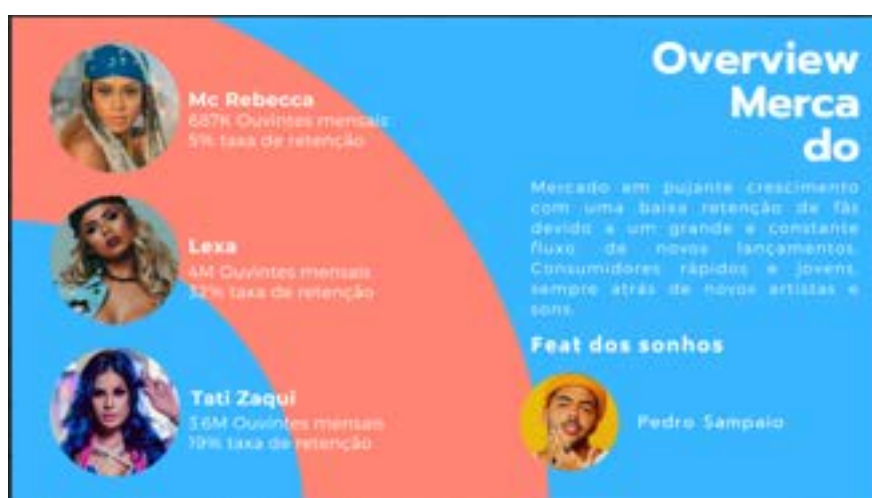 Mc Rebecca
687K Ouvintes mensais
5% taxa de retenção
Lexa
4M Ouvintes mensais
32% taxa de retenção
Tati Zaqui
3.6M Ouvintes mensais
19% taxa de retenção
Overview
Merca
do
Mercado em pujante crescimento
com uma baixa retenção de fãs
devido a um grande e constante
fluxo de novos lançamentos.
Consumidores rápidos e jovens,
sempre atrás de novos artistas e
sons.
Feat dos sonhos
Pedro Sampaio